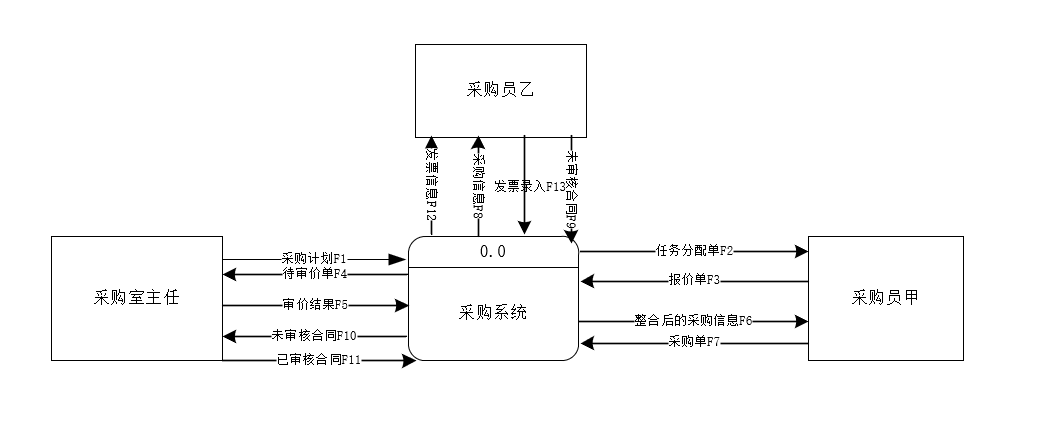 采购员乙
发票信息F12
采购信息F8
发票录入F13
未审核合同F9
采购室主任
采购计划F1
待审价单F4
审价结果F5
未审核合同F10
已审核合同F11
0.0
采购系统
任务分配单F2
报价单F3
整合后的采购信息F6
采购单F7
采购员甲